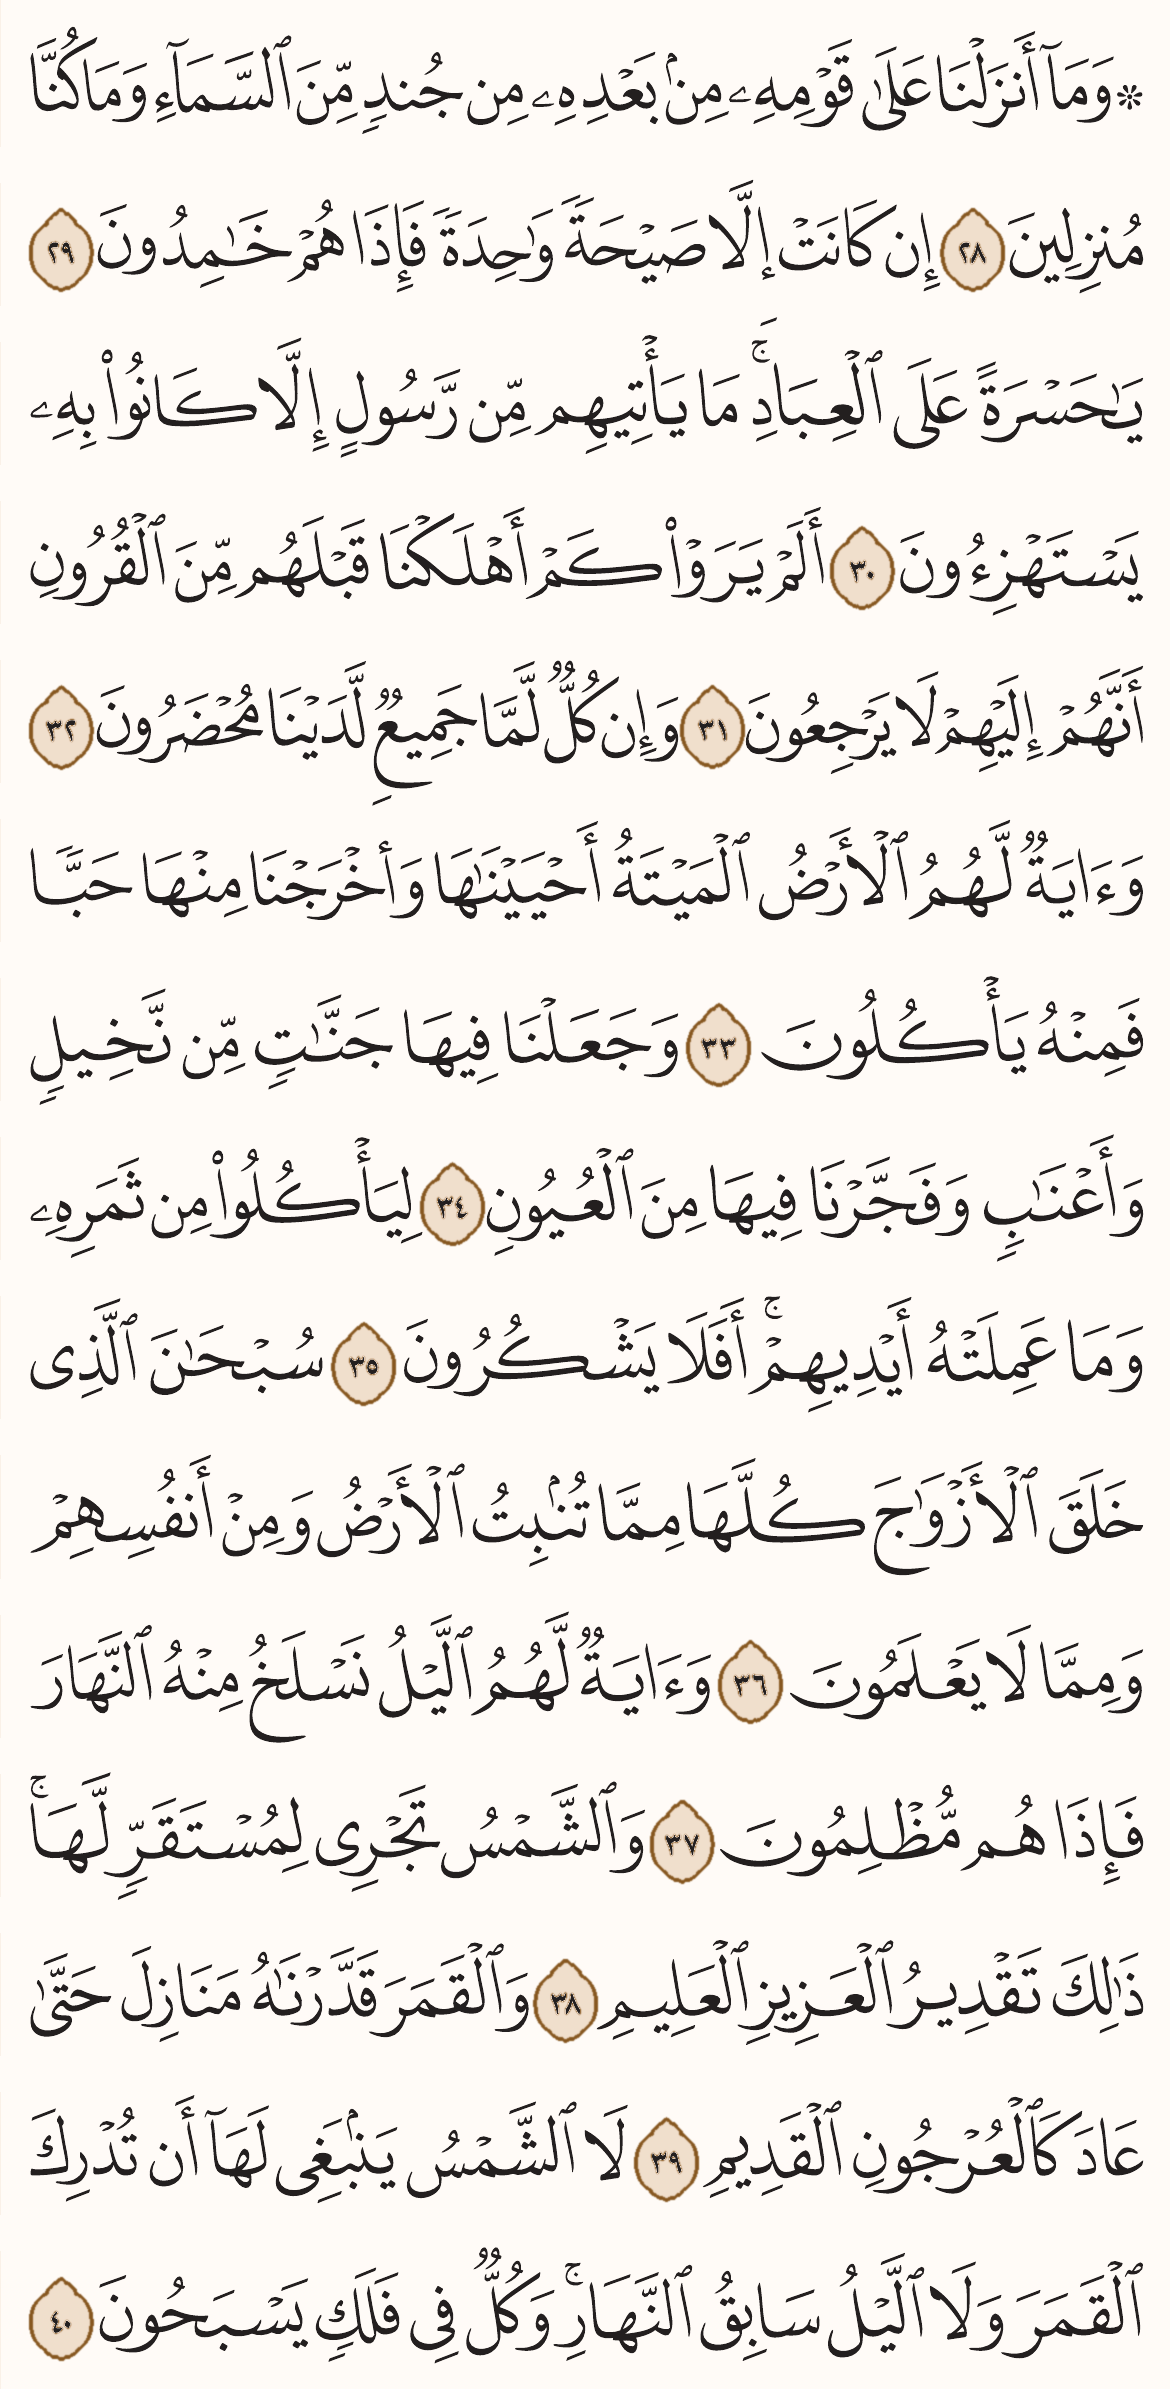 ۞ وَمَآ أَنزَلْنَا عَلَىٰ قَوْمِهِۦ مِنۢ بَعْدِهِۦ مِن جُندٍ مِّنَ ٱلسَّمَآءِ وَمَا كُنَّا
مُنزِلِينَ ٢٨ إِن كَانَتْ إِلَّا صَيْحَةً وَٰحِدَةً فَإِذَا هُمْ خَـٰمِدُونَ ٢٩
يَـٰحَسْرَةً عَلَى ٱلْعِبَادِ ۚ مَا يَأْتِيهِم مِّن رَّسُولٍ إِلَّا كَانُوا۟ بِهِۦ
يَسْتَهْزِءُونَ ٣٠ أَلَمْ يَرَوْا۟ كَمْ أَهْلَكْنَا قَبْلَهُم مِّنَ ٱلْقُرُونِ
أَنَّهُمْ إِلَيْهِمْ لَا يَرْجِعُونَ ٣١ وَإِن كُلٌّ لَّمَّا جَمِيعٌ لَّدَيْنَا مُحْضَرُونَ ٣٢
وَءَايَةٌ لَّهُمُ ٱلْأَرْضُ ٱلْمَيْتَةُ أَحْيَيْنَـٰهَا وَأَخْرَجْنَا مِنْهَا حَبًّا
فَمِنْهُ يَأْكُلُونَ ٣٣ وَجَعَلْنَا فِيهَا جَنَّـٰتٍ مِّن نَّخِيلٍ
وَأَعْنَـٰبٍ وَفَجَّرْنَا فِيهَا مِنَ ٱلْعُيُونِ ٣٤ لِيَأْكُلُوا۟ مِن ثَمَرِهِۦ
وَمَا عَمِلَتْهُ أَيْدِيهِمْ ۖ أَفَلَا يَشْكُرُونَ ٣٥ سُبْحَـٰنَ ٱلَّذِى
خَلَقَ ٱلْأَزْوَٰجَ كُلَّهَا مِمَّا تُنۢبِتُ ٱلْأَرْضُ وَمِنْ أَنفُسِهِمْ
وَمِمَّا لَا يَعْلَمُونَ ٣٦ وَءَايَةٌ لَّهُمُ ٱلَّيْلُ نَسْلَخُ مِنْهُ ٱلنَّهَارَ
فَإِذَا هُم مُّظْلِمُونَ ٣٧ وَٱلشَّمْسُ تَجْرِى لِمُسْتَقَرٍّ لَّهَا ۚ
ذَٰلِكَ تَقْدِيرُ ٱلْعَزِيزِ ٱلْعَلِيمِ ٣٨ وَٱلْقَمَرَ قَدَّرْنَـٰهُ مَنَازِلَ حَتَّىٰ
عَادَ كَٱلْعُرْجُونِ ٱلْقَدِيمِ ٣٩ لَا ٱلشَّمْسُ يَنۢبَغِى لَهَآ أَن تُدْرِكَ
ٱلْقَمَرَ وَلَا ٱلَّيْلُ سَابِقُ ٱلنَّهَارِ ۚ وَكُلٌّ فِى فَلَكٍ يَسْبَحُونَ ٤٠